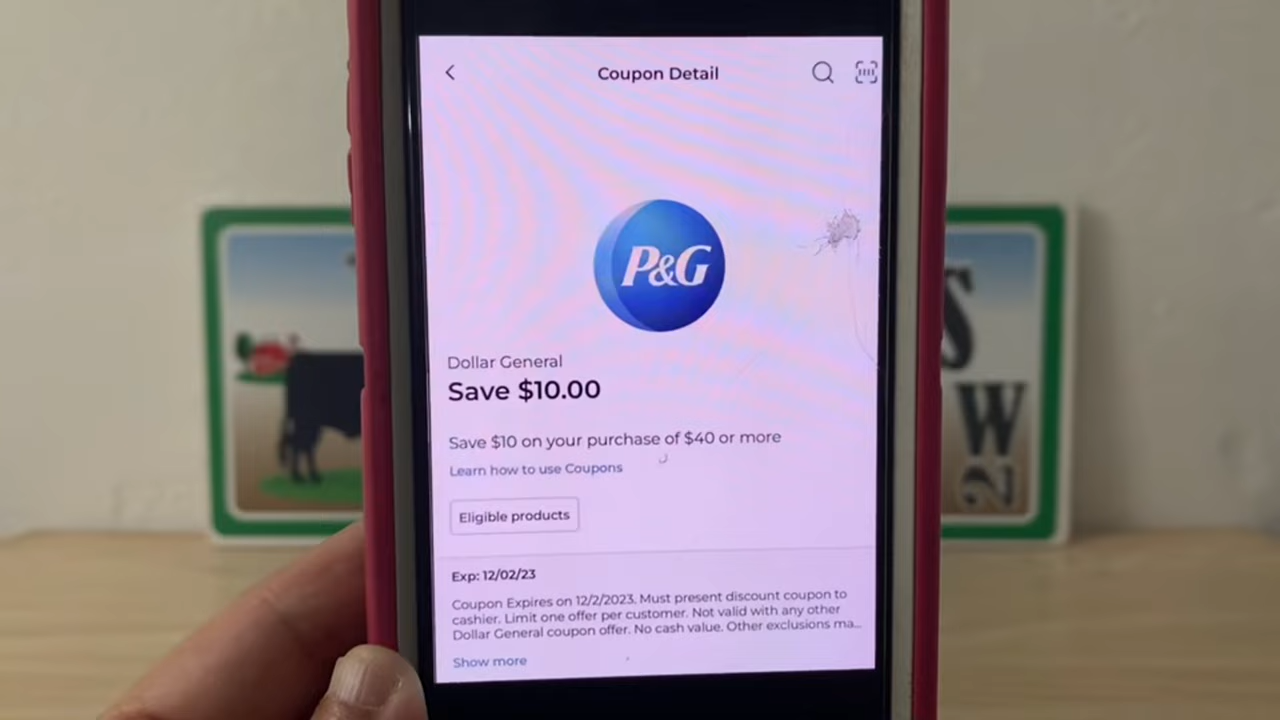 Coupon Detail
P&G
Dollar General
Save $10.00
Save $10 on your purchase of $40 or more
Learn how to use Coupons
Eligible products
Exp: 12/02/23
Coupon Expires on 12/2/2023. Must present discount coupon to
cashier. Limit one offer per customer. Not valid with any other
Dollar General coupon offer. No cash value. Other exclusions ma...
Show more
S
W